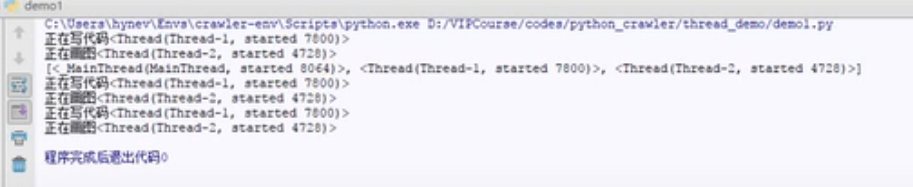 demo1
C:\Users\hynev\Envs\crawler-env\Scripts\python.exe D:/VIPCourse/codes/python_crawler/thread_demo/demo1.py
正在写代码<Thread(Thread-1, started 7800)>
正在画图<Thread(Thread-2, started 4728)>
[<_MainThread(MainThread, started 8064)>, <Thread(Thread-1, started 7800)>, <Thread(Thread-2, started 4728)>]
正在写代码<Thread(Thread-1, started 7800)>
正在画图<Thread(Thread-2, started 4728)>
正在写代码<Thread(Thread-1, started 7800)>
正在画图<Thread(Thread-2, started 4728)>
程序完成后退出代码0